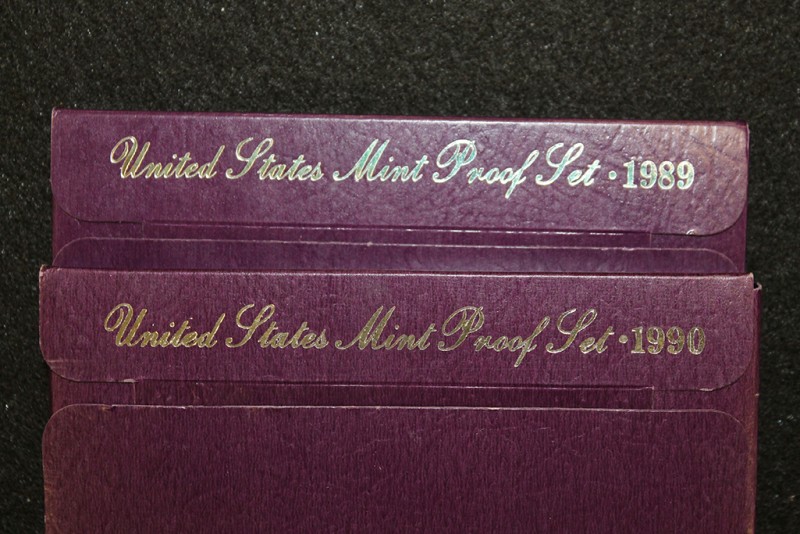 United States Mint Proof Set · 1989
United States Mint Proof Set · 1990